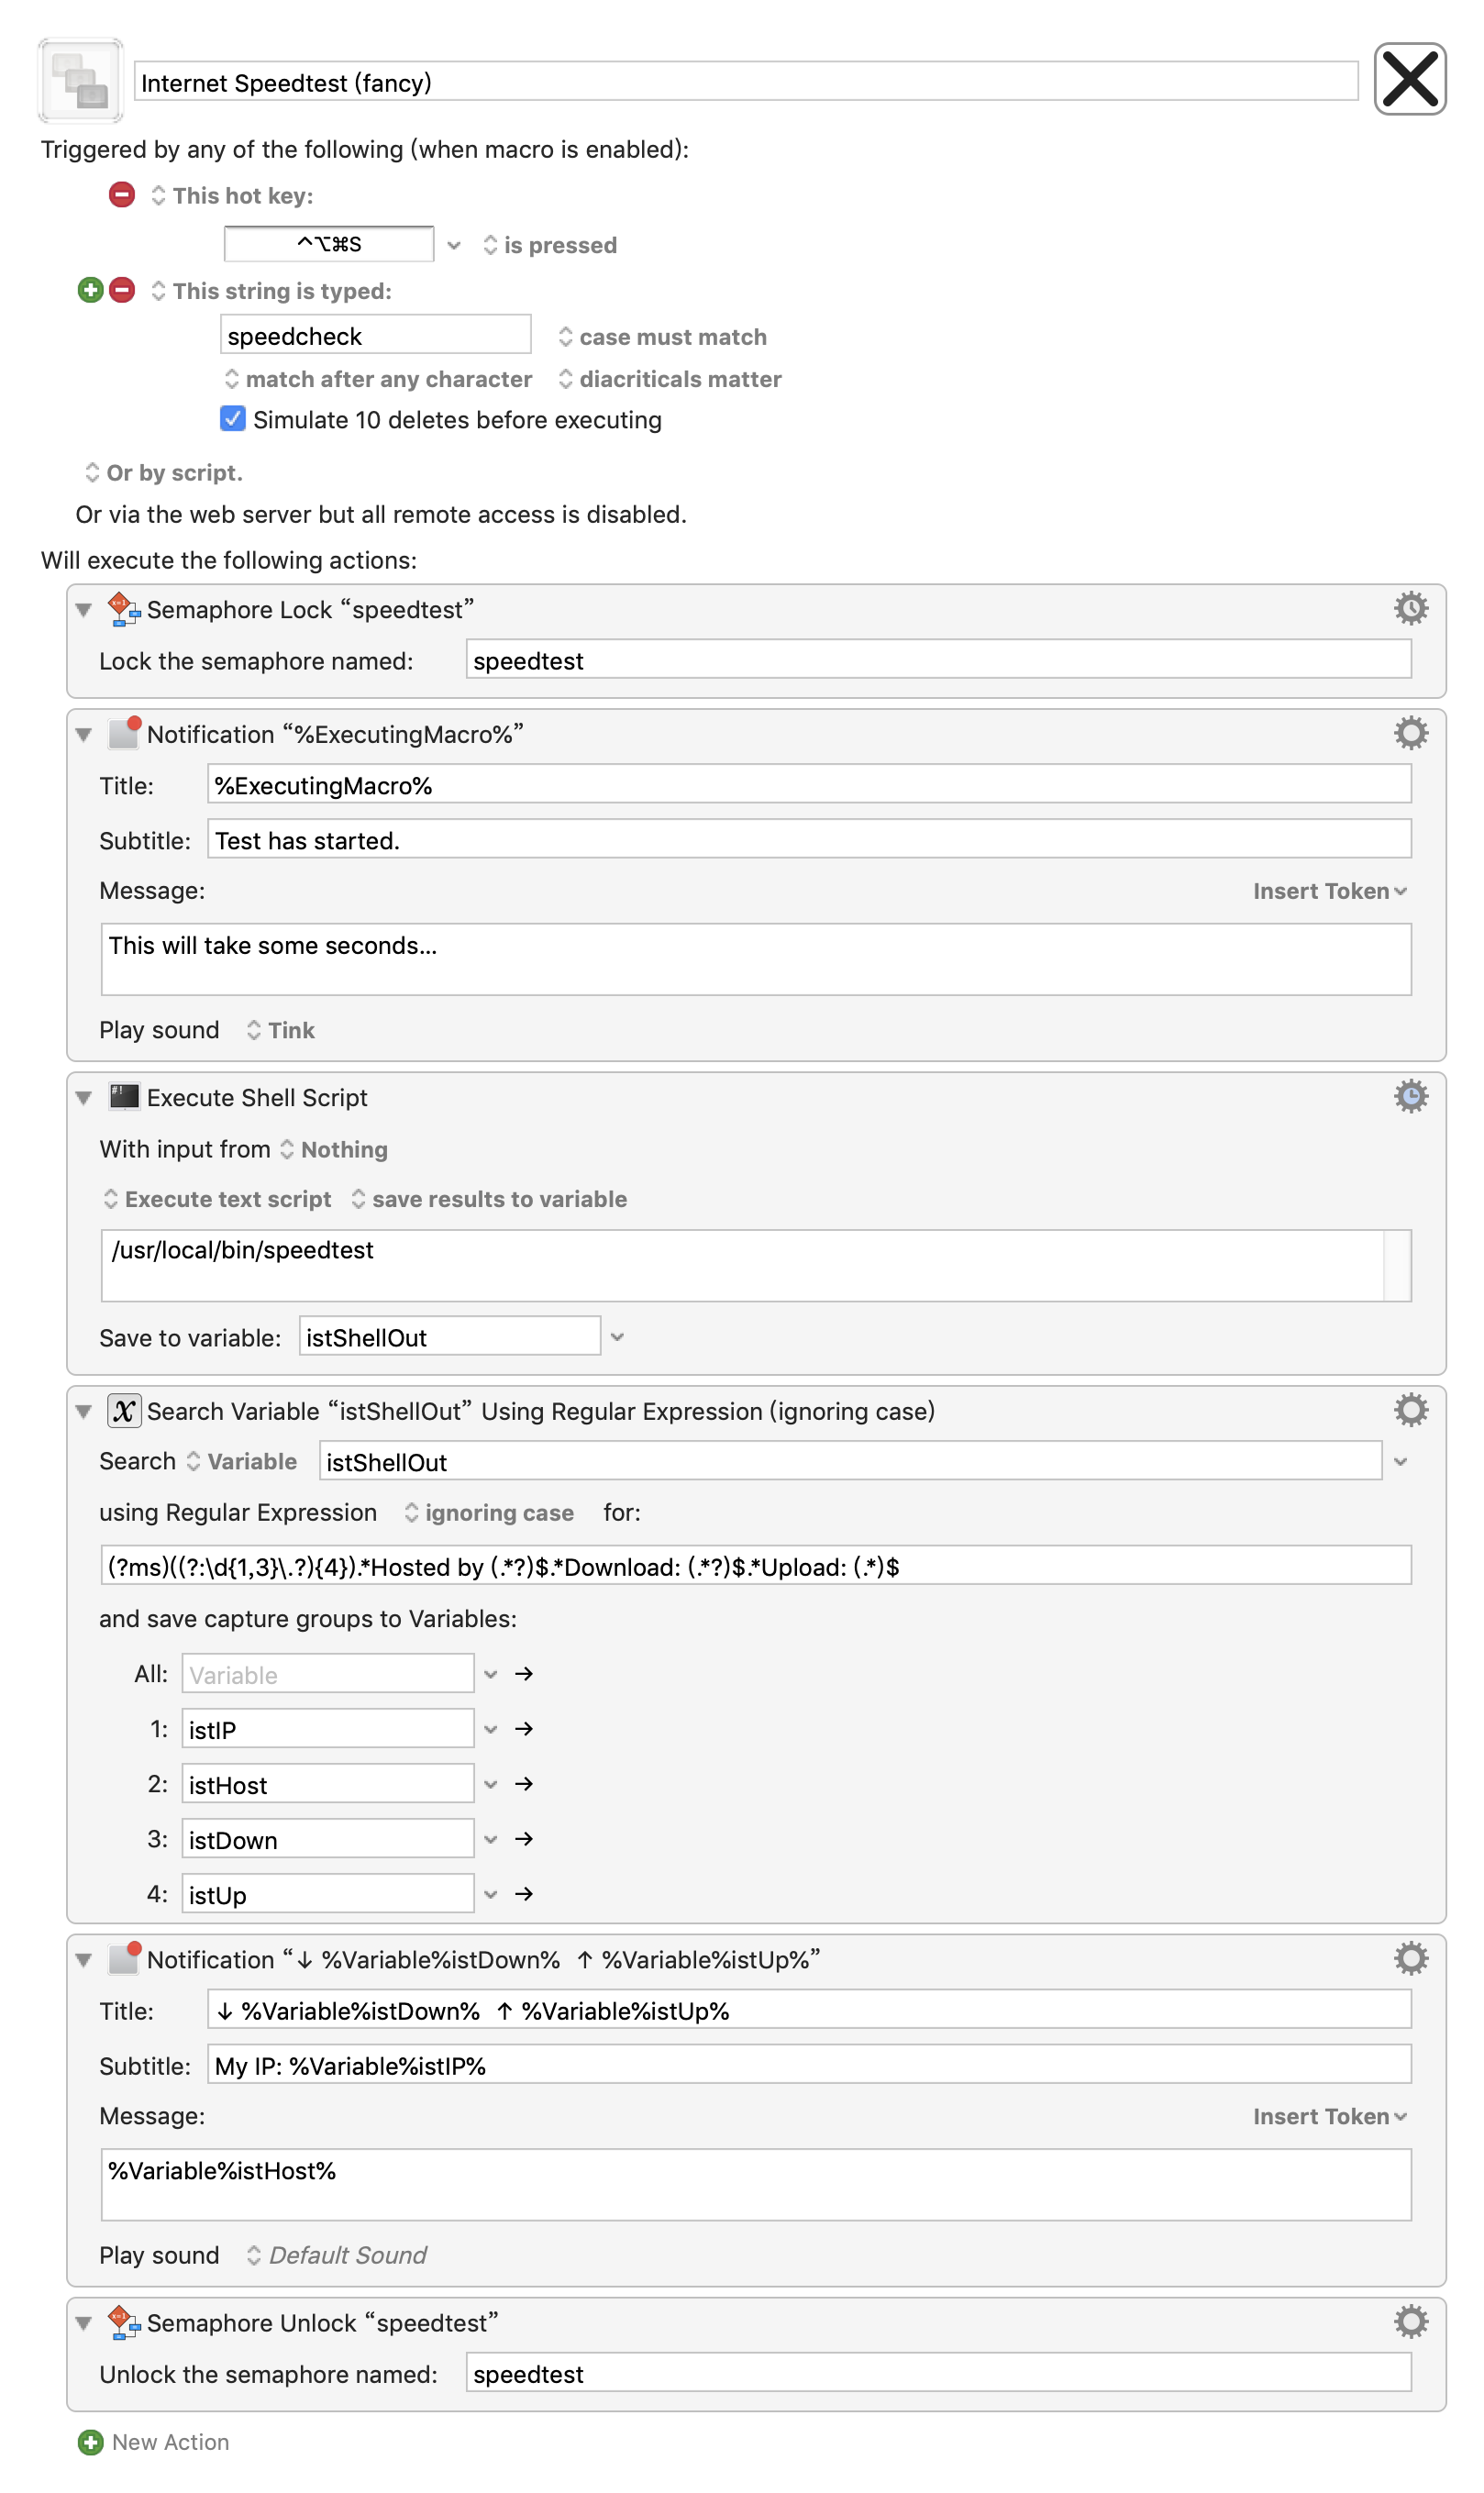 Internet Speedtest (fancy)
Triggered by any of the following (when macro is enabled):
This hot key:
^⌥⌘S is pressed
This string is typed:
speedcheck case must match
match after any character diacriticals matter
Simulate 10 deletes before executing
Or by script.
Or via the web server but all remote access is disabled.
Will execute the following actions:
Semaphore Lock “speedtest”
Lock the semaphore named: speedtest
Notification “%ExecutingMacro%”
Title: %ExecutingMacro%
Subtitle: Test has started.
Message: Insert Token
This will take some seconds...
Play sound Tink
Execute Shell Script
With input from Nothing
Execute text script save results to variable
/usr/local/bin/speedtest
Save to variable: istShellOut
Search Variable “istShellOut” Using Regular Expression (ignoring case)
Search Variable istShellOut
using Regular Expression ignoring case for:
(?ms)((?:\d{1,3}\.?){4}).*Hosted by (.*?)$.*Download: (.*?)$.*Upload: (.*)$
and save capture groups to Variables:
All: Variable →
1: istIP →
2: istHost →
3: istDown →
4: istUp →
Notification “↓ %Variable%istDown% ↑ %Variable%istUp%”
Title: ↓ %Variable%istDown% ↑ %Variable%istUp%
Subtitle: My IP: %Variable%istIP%
Message: Insert Token
%Variable%istHost%
Play sound Default Sound
Semaphore Unlock “speedtest”
Unlock the semaphore named: speedtest
New Action